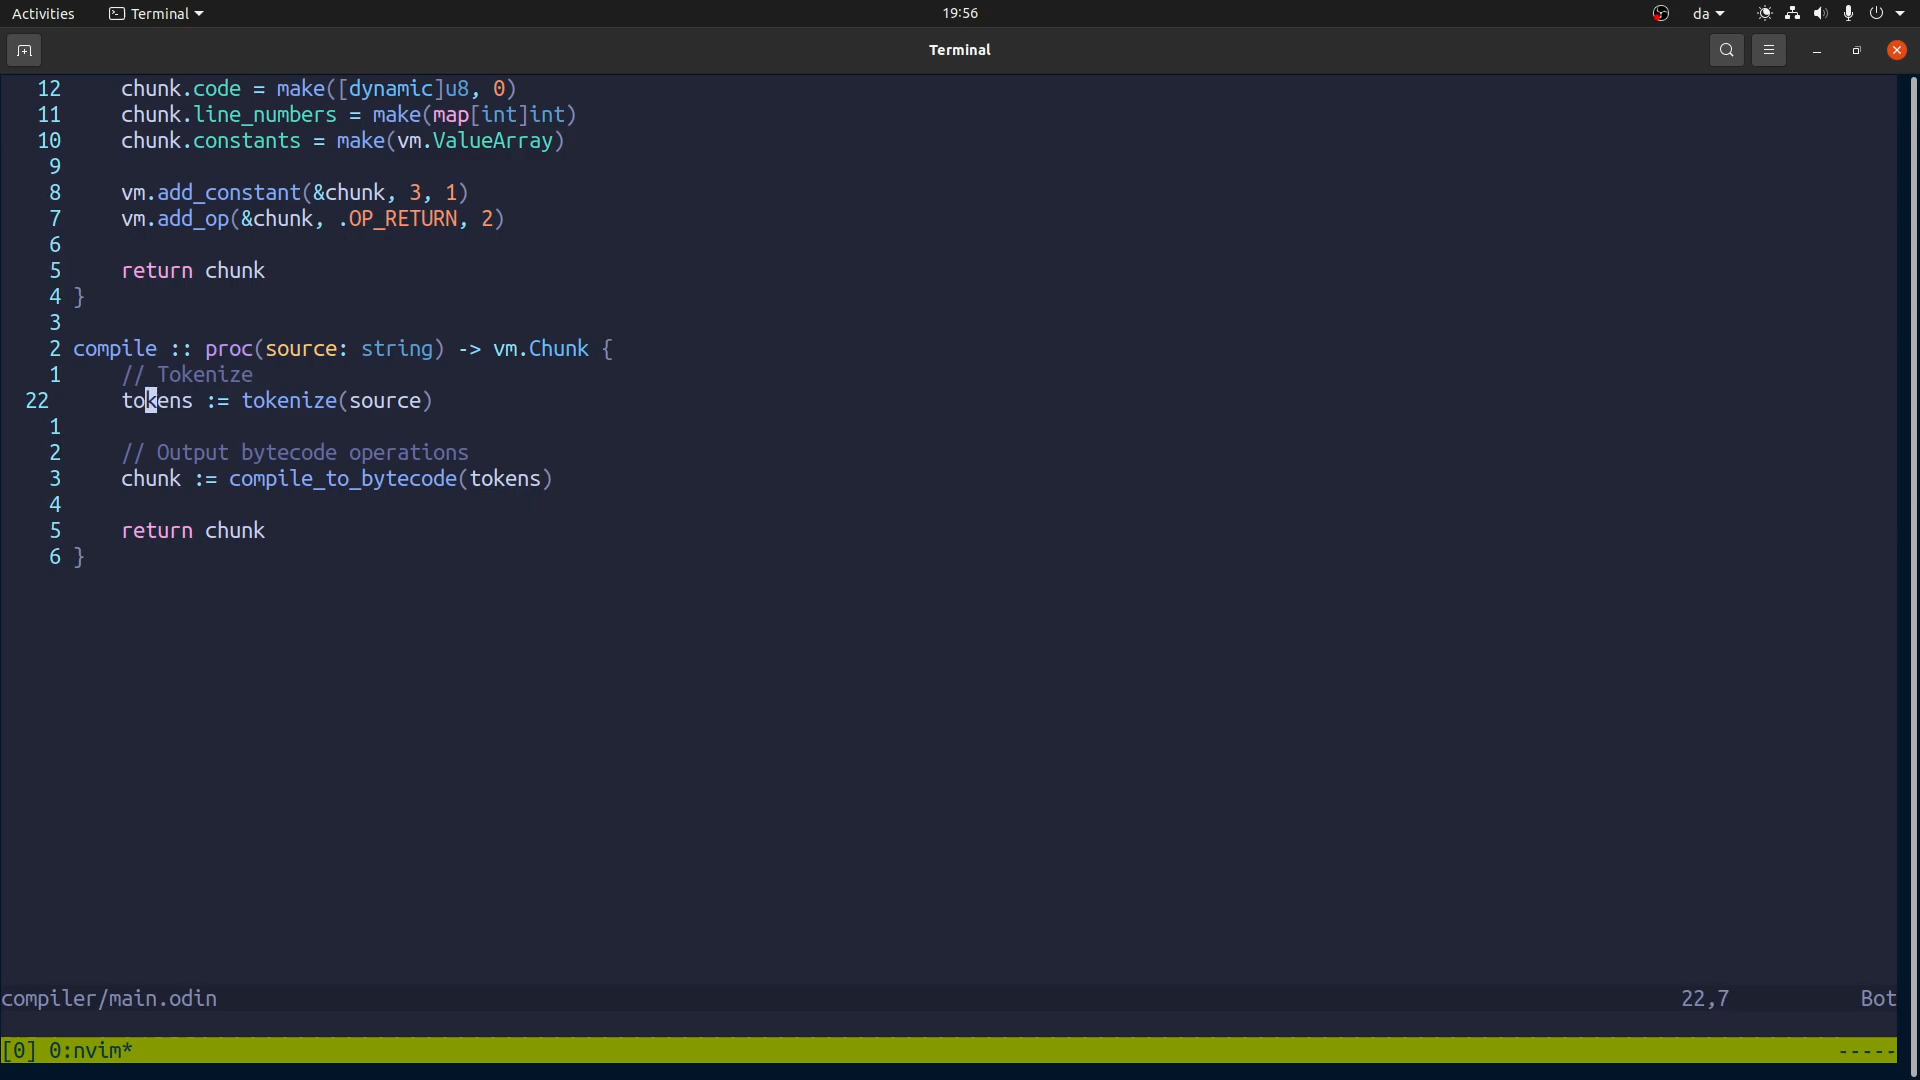 Activities Terminal 19:56 da
Terminal
12 chunk.code = make([dynamic]u8, 0)
11 chunk.line_numbers = make(map[int]int)
10 chunk.constants = make(vm.ValueArray)
9
8 vm.add_constant(&chunk, 3, 1)
7 vm.add_op(&chunk, .OP_RETURN, 2)
6
5 return chunk
4 }
3
2 compile :: proc(source: string) -> vm.Chunk {
1 // Tokenize
22 tokens := tokenize(source)
1
2 // Output bytecode operations
3 chunk := compile_to_bytecode(tokens)
4
5 return chunk
6 }
compiler/main.odin 22,7 Bot
[0] 0:nvim* -----